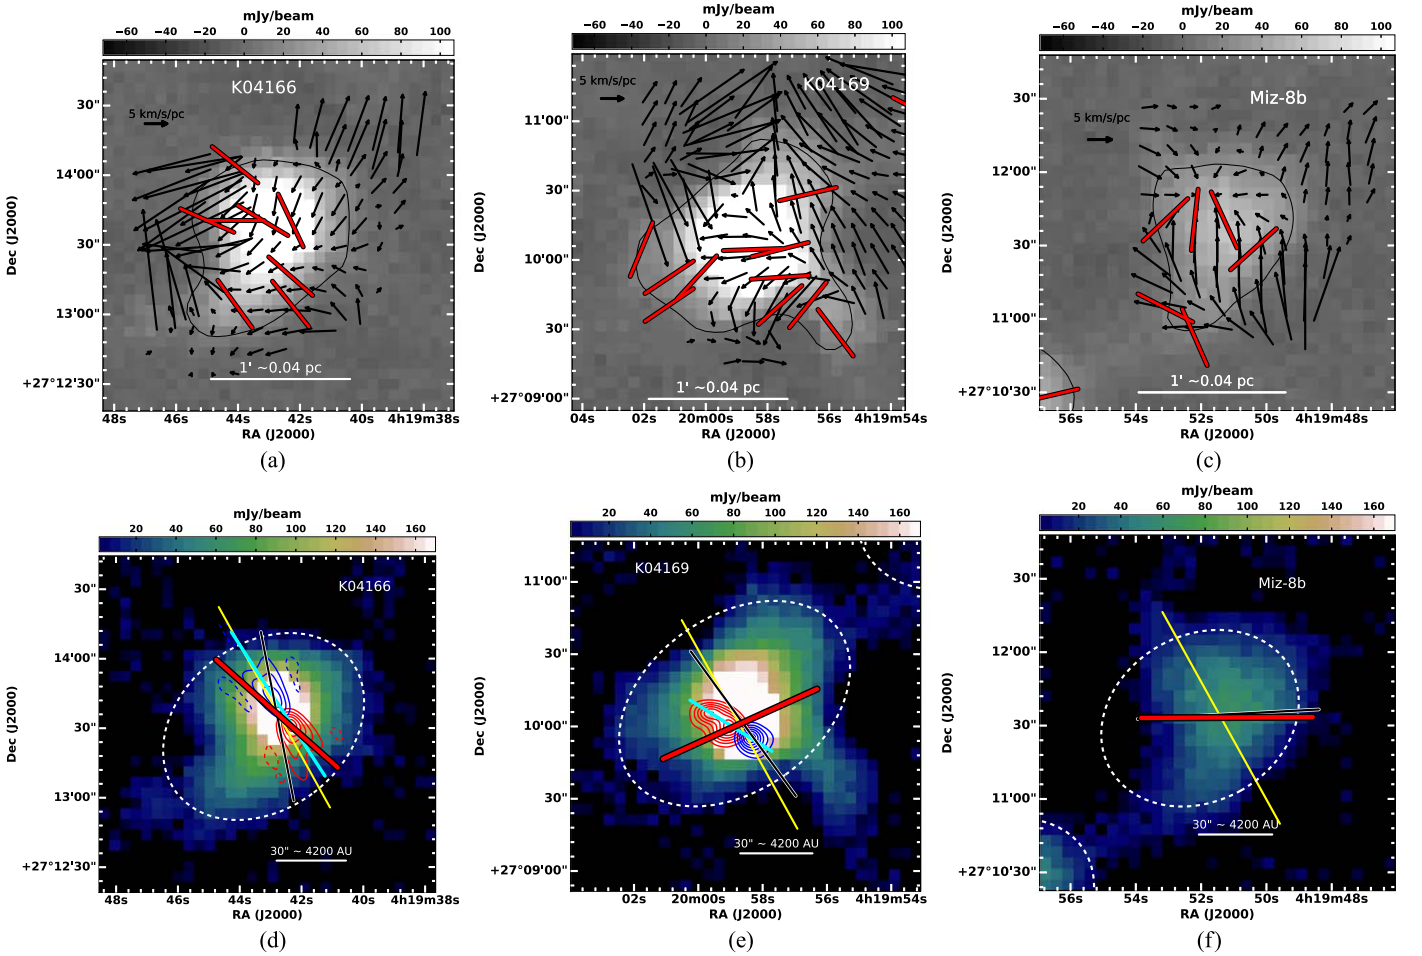 mJy/beam
−60 −40 −20 0 20 40 60 80 100
K04166
5 km/s/pc
1' ~0.04 pc
Dec (J2000)
30"
14'00"
30"
13'00"
+27°12'30"
48s 46s 44s 42s 40s 4h19m38s
RA (J2000)
(a)
mJy/beam
−60 −40 −20 0 20 40 60 80 100
K04169
5 km/s/pc
1' ~0.04 pc
Dec (J2000)
11'00"
30"
10'00"
30"
+27°09'00"
04s 02s 20m00s 58s 56s 4h19m54s
RA (J2000)
(b)
mJy/beam
−60 −40 −20 0 20 40 60 80 100
Miz-8b
5 km/s/pc
1' ~0.04 pc
Dec (J2000)
30"
12'00"
30"
11'00"
+27°10'30"
56s 54s 52s 50s 4h19m48s
RA (J2000)
(c)
mJy/beam
20 40 60 80 100 120 140 160
K04166
30" ~ 4200 AU
Dec (J2000)
30"
14'00"
30"
13'00"
+27°12'30"
48s 46s 44s 42s 40s 4h19m38s
RA (J2000)
(d)
mJy/beam
20 40 60 80 100 120 140 160
K04169
30" ~ 4200 AU
Dec (J2000)
11'00"
30"
10'00"
30"
+27°09'00"
02s 20m00s 58s 56s 4h19m54s
RA (J2000)
(e)
mJy/beam
20 40 60 80 100 120 140 160
Miz-8b
30" ~ 4200 AU
Dec (J2000)
30"
12'00"
30"
11'00"
+27°10'30"
56s 54s 52s 50s 4h19m48s
RA (J2000)
(f)